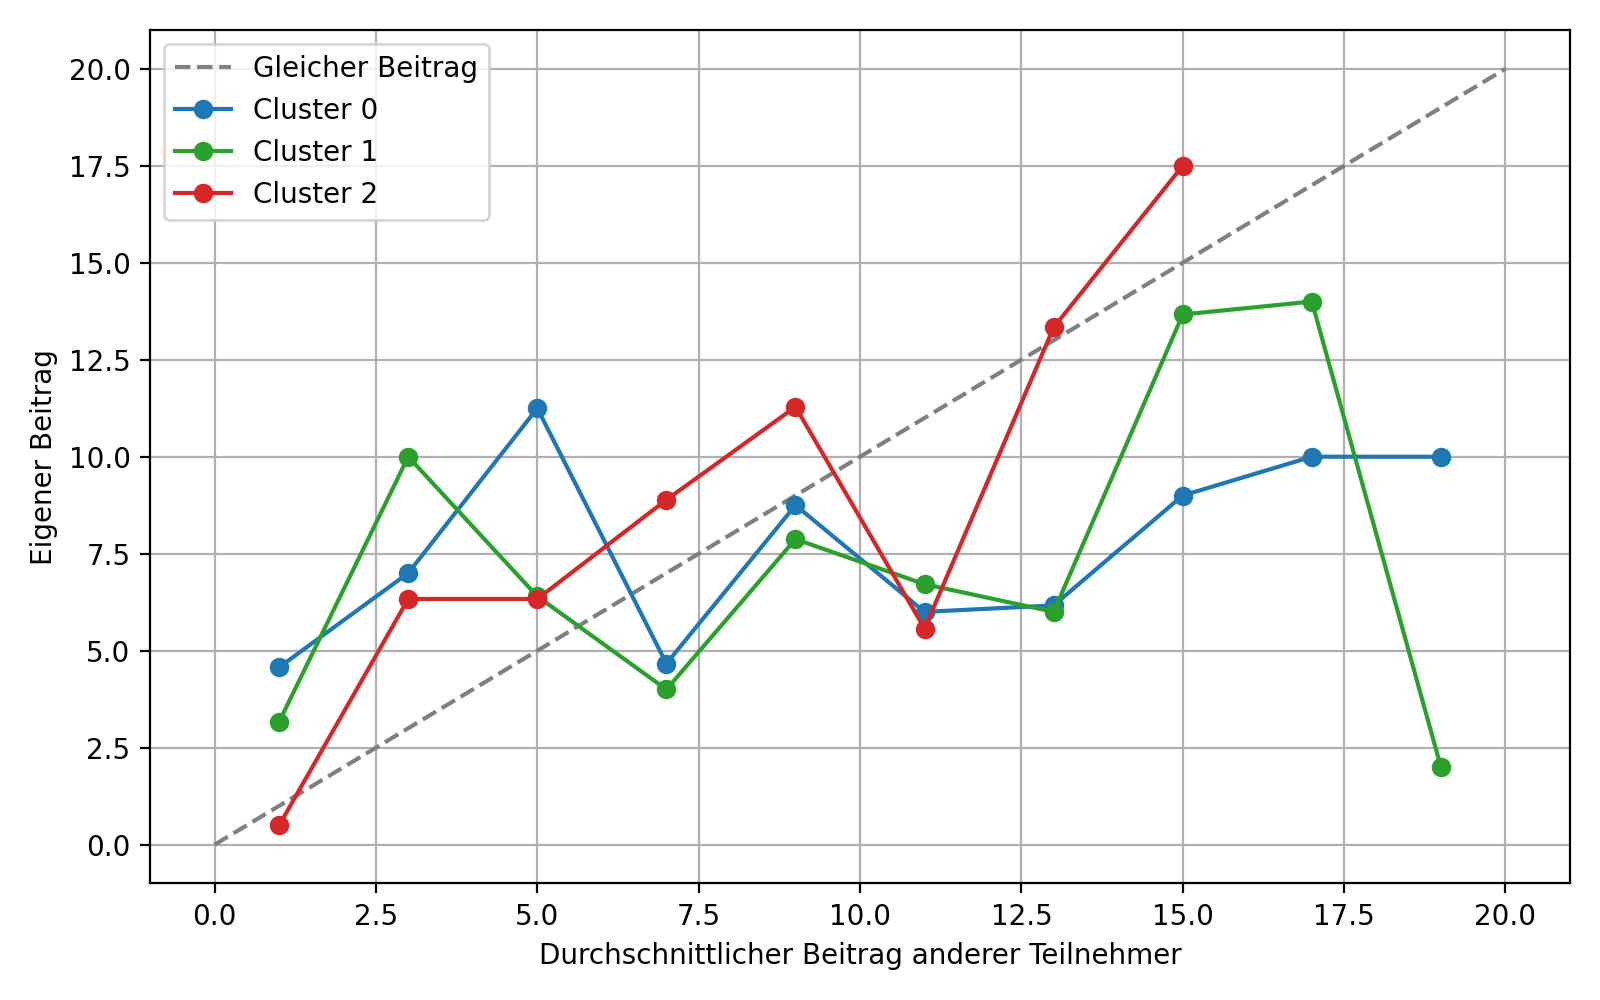 Gleicher Beitrag
Cluster 0
Cluster 1
Cluster 2
20.0
17.5
15.0
12.5
10.0
7.5
5.0
2.5
0.0
Eigener Beitrag
0.0 2.5 5.0 7.5 10.0 12.5 15.0 17.5 20.0
Durchschnittlicher Beitrag anderer Teilnehmer